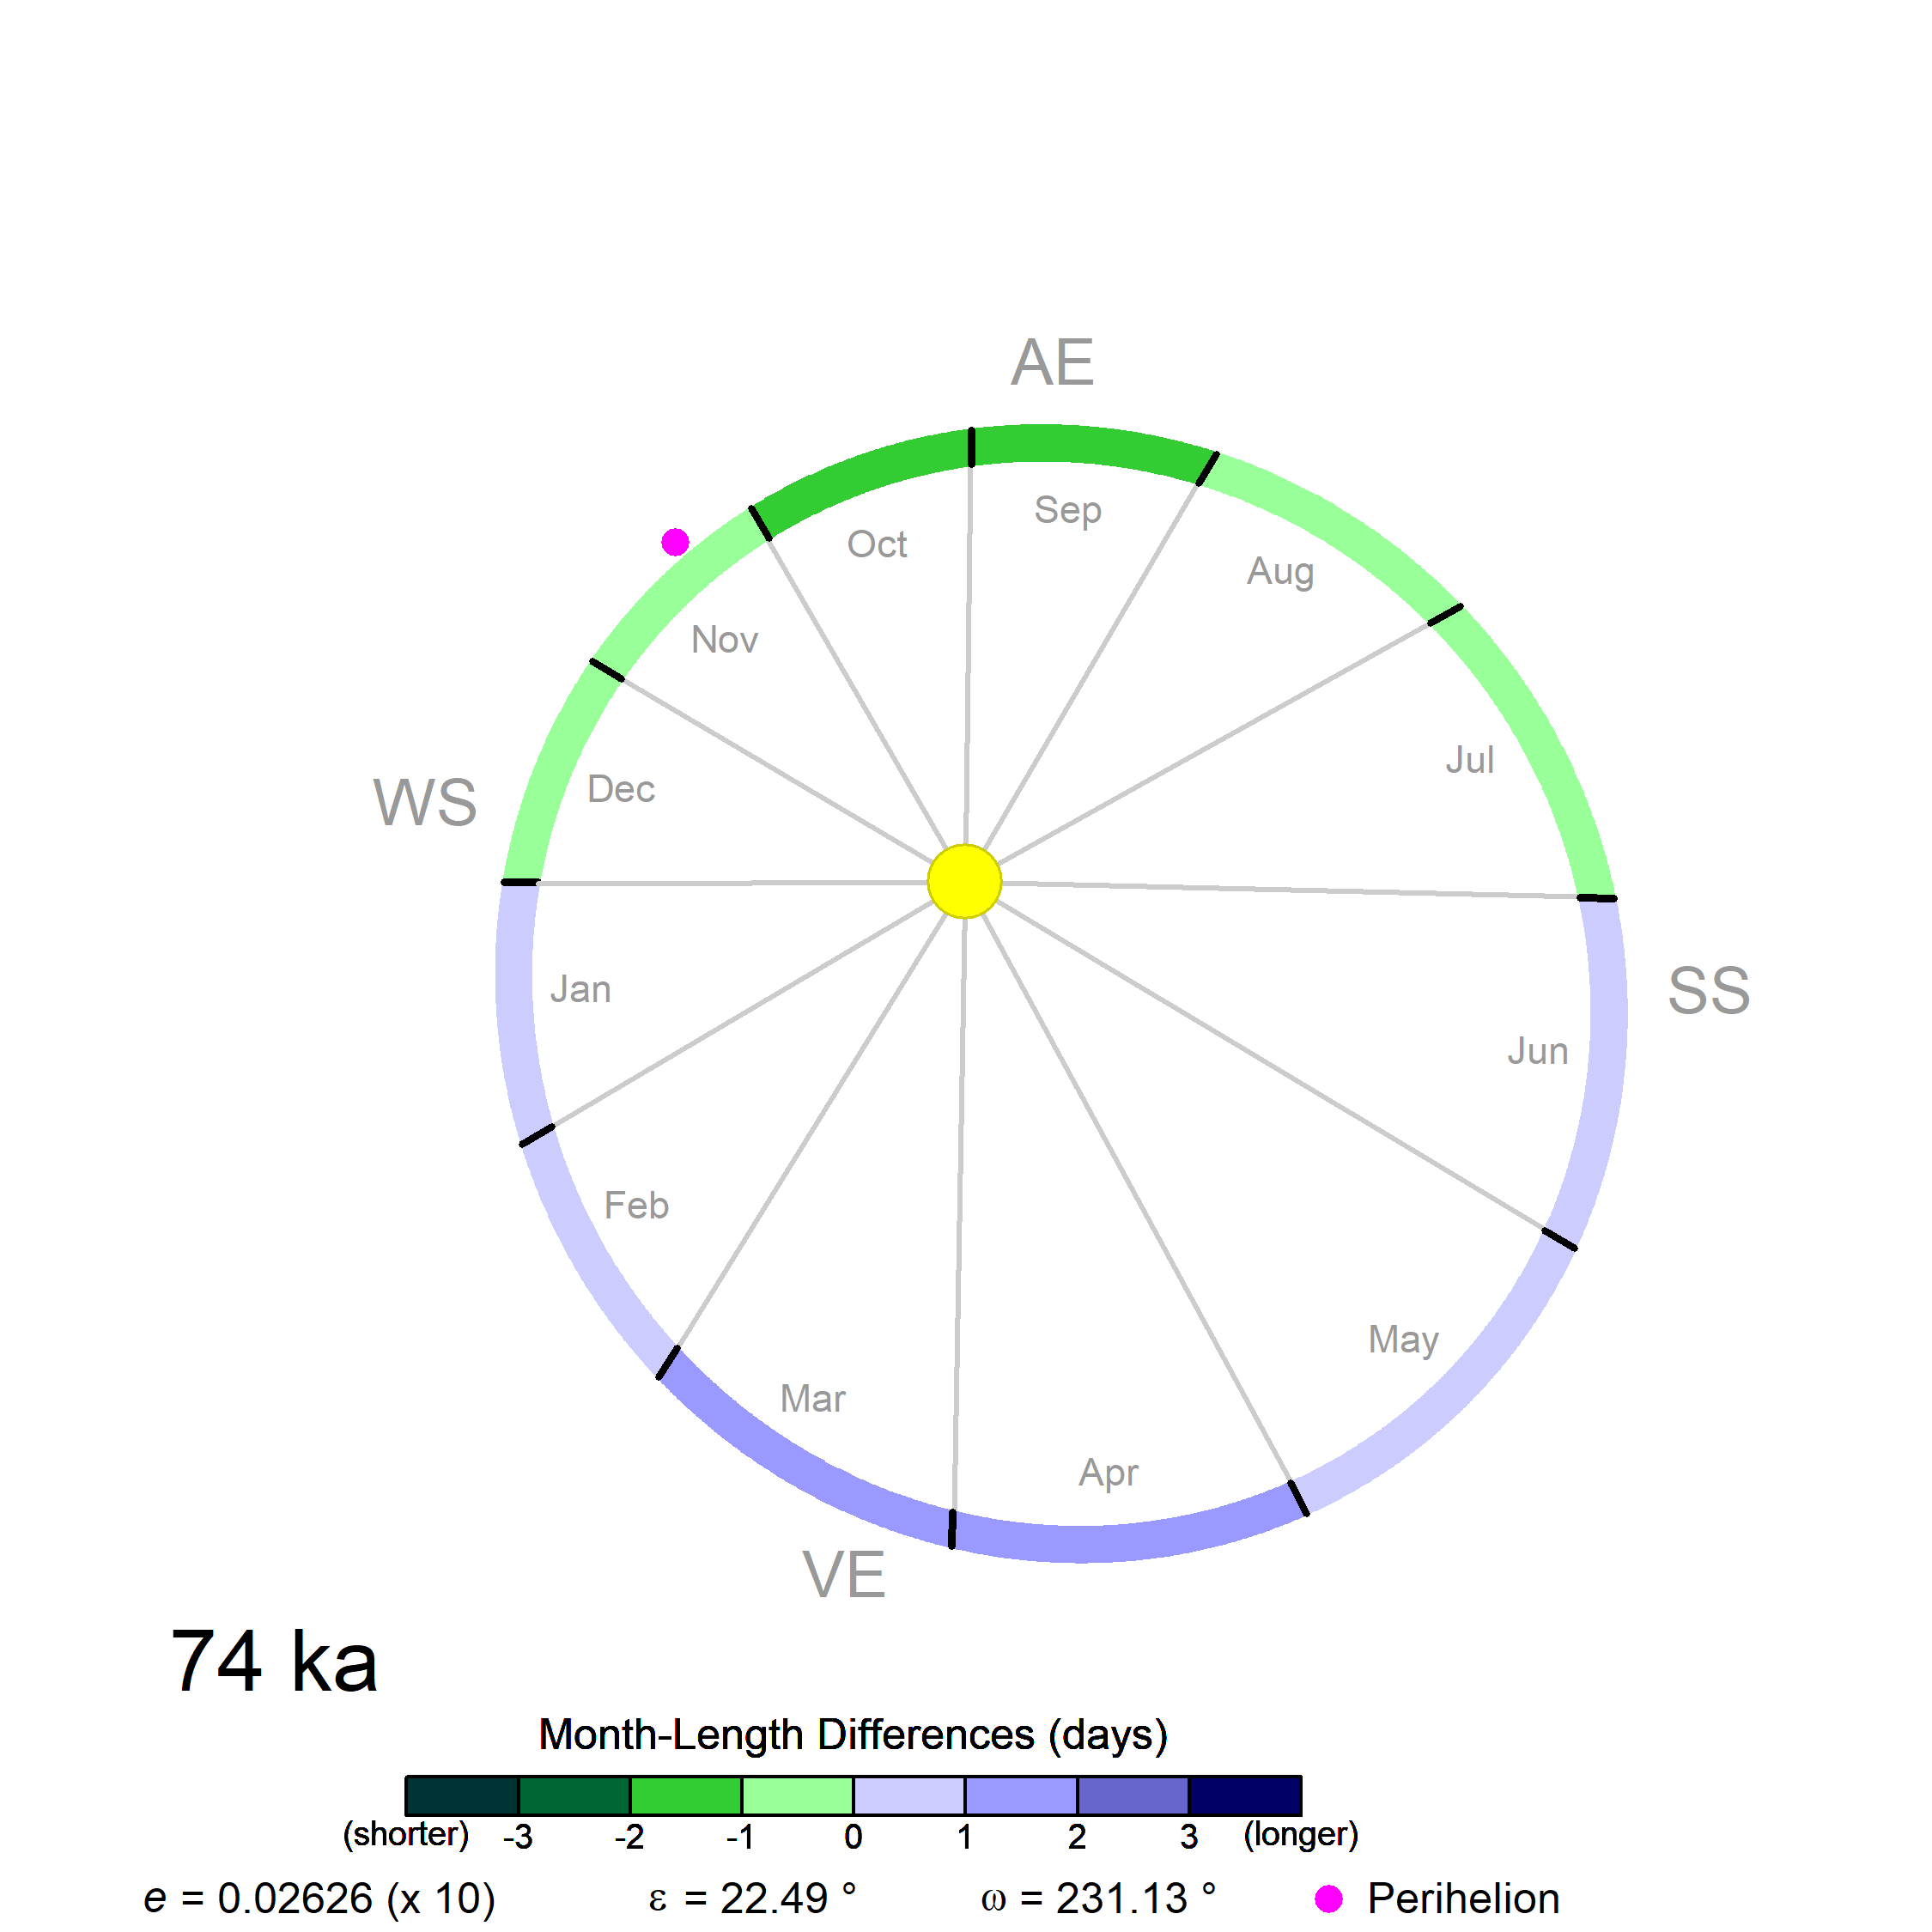 AE
Sep
Oct
Aug
Nov
Jul
Dec
WS
SS
Jan
Jun
Feb
May
Mar
Apr
VE
74 ka
Month-Length Differences (days)
(shorter) -3 -2 -1 0 1 2 3 (longer)
e = 0.02626 (x 10) ε = 22.49 ° ω = 231.13 ° Perihelion